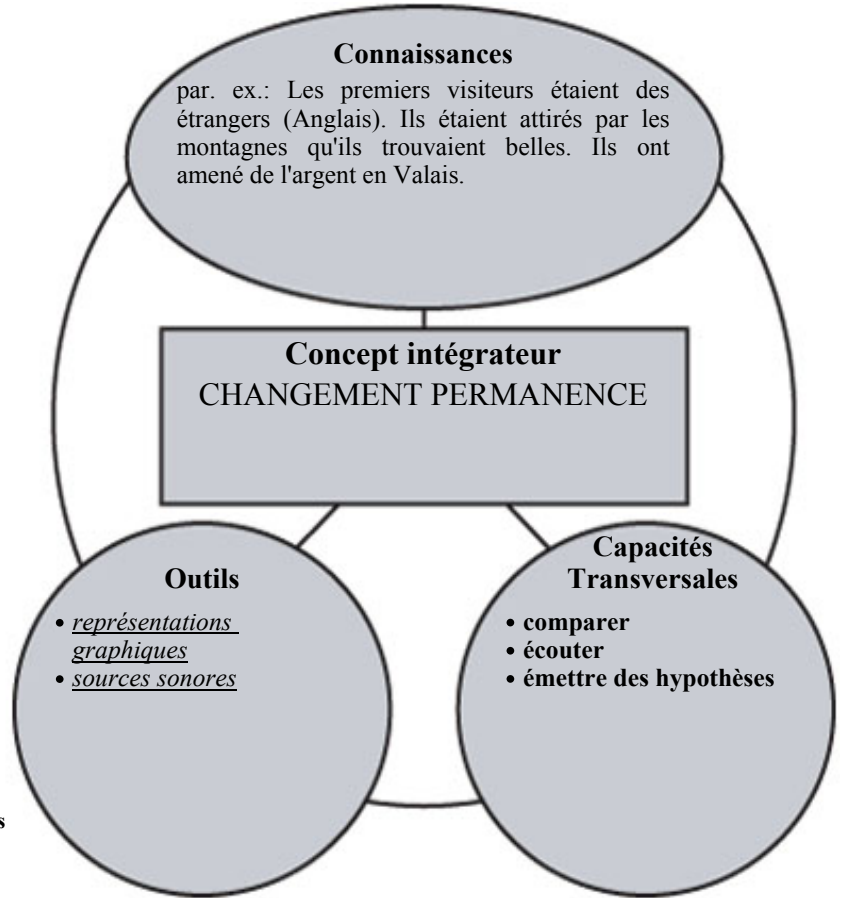 Connaissances
par. ex.: Les premiers visiteurs étaient des
étrangers (Anglais). Ils étaient attirés par les
montagnes qu'ils trouvaient belles. Ils ont
amené de l'argent en Valais.
Concept intégrateur
CHANGEMENT PERMANENCE
Outils
• représentations
graphiques
• sources sonores
Capacités
Transversales
• comparer
• écouter
• émettre des hypothèses
s